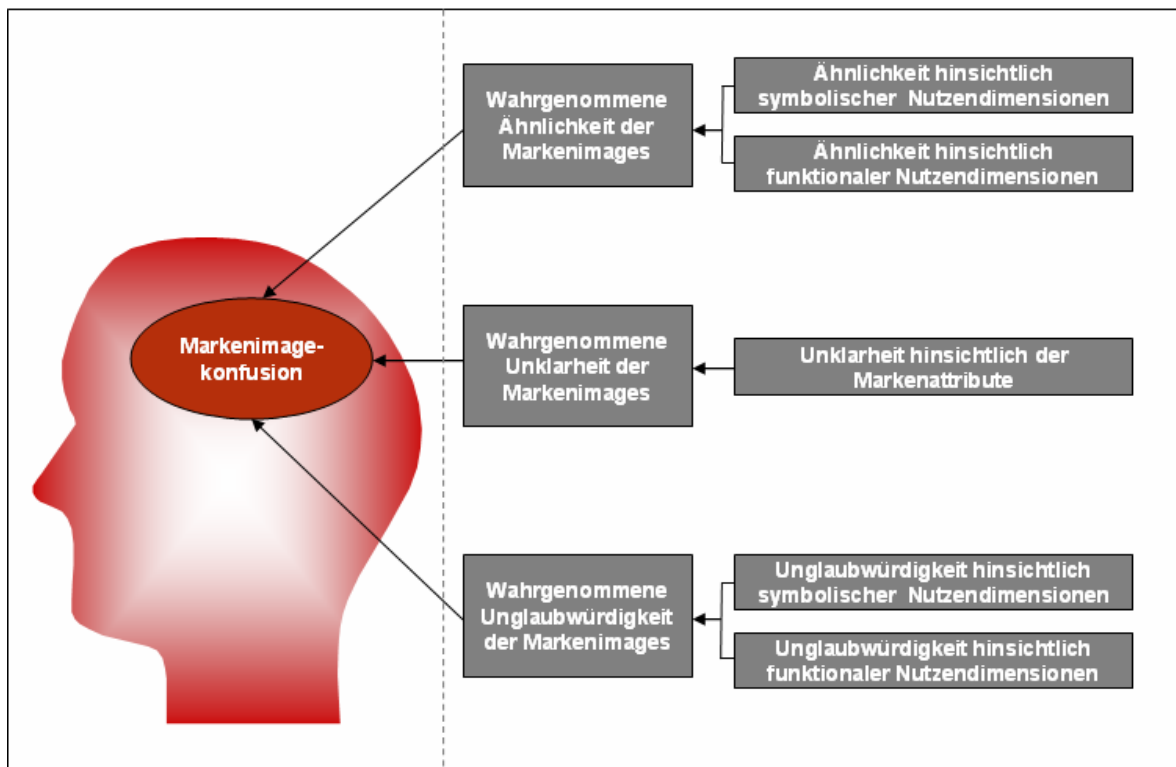 Wahrgenommene
Ähnlichkeit der
Markenimages
Ähnlichkeit hinsichtlich
symbolischer Nutzendimensionen
Ähnlichkeit hinsichtlich
funktionaler Nutzendimensionen
Markenimage-
konfusion
Wahrgenommene
Unklarheit der
Markenimages
Unklarheit hinsichtlich der
Markenattribute
Wahrgenommene
Unglaubwürdigkeit
der Markenimages
Unglaubwürdigkeit hinsichtlich
symbolischer Nutzendimensionen
Unglaubwürdigkeit hinsichtlich
funktionaler Nutzendimensionen